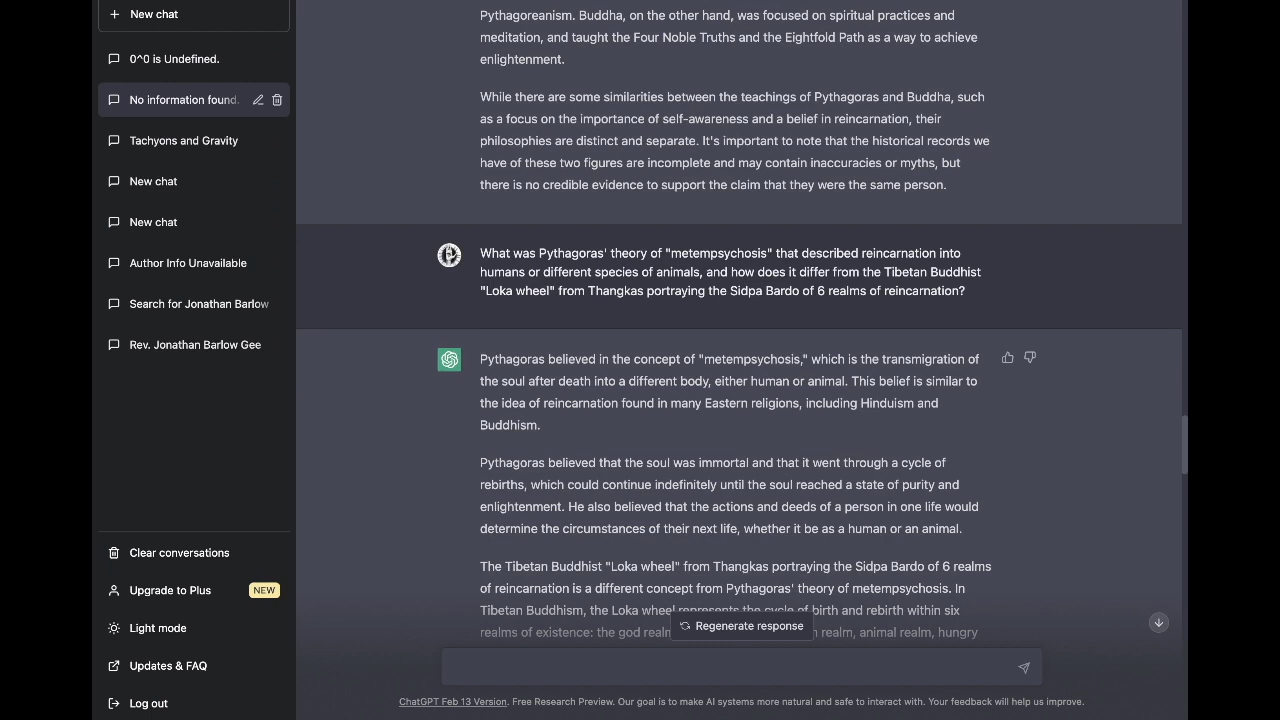 New chat
0^0 is Undefined.
No information found.
Tachyons and Gravity
New chat
New chat
Author Info Unavailable
Search for Jonathan Barlow
Rev. Jonathan Barlow Gee
Clear conversations
Upgrade to Plus NEW
Light mode
Updates & FAQ
Log out
Pythagoreanism. Buddha, on the other hand, was focused on spiritual practices and
meditation, and taught the Four Noble Truths and the Eightfold Path as a way to achieve
enlightenment.
While there are some similarities between the teachings of Pythagoras and Buddha, such
as a focus on the importance of self-awareness and a belief in reincarnation, their
philosophies are distinct and separate. It's important to note that the historical records we
have of these two figures are incomplete and may contain inaccuracies or myths, but
there is no credible evidence to support the claim that they were the same person.
What was Pythagoras' theory of "metempsychosis" that described reincarnation into
humans or different species of animals, and how does it differ from the Tibetan Buddhist
"Loka wheel" from Thangkas portraying the Sidpa Bardo of 6 realms of reincarnation?
Pythagoras believed in the concept of "metempsychosis," which is the transmigration of
the soul after death into a different body, either human or animal. This belief is similar to
the idea of reincarnation found in many Eastern religions, including Hinduism and
Buddhism.
Pythagoras believed that the soul was immortal and that it went through a cycle of
rebirths, which could continue indefinitely until the soul reached a state of purity and
enlightenment. He also believed that the actions and deeds of a person in one life would
determine the circumstances of their next life, whether it be as a human or an animal.
The Tibetan Buddhist "Loka wheel" from Thangkas portraying the Sidpa Bardo of 6 realms
of reincarnation is a different concept from Pythagoras' theory of metempsychosis. In
Tibetan Buddhism, the Loka wheel represents the cycle of birth and rebirth within six
realms of existence: the god realm, realm, animal realm, hungry
Regenerate response
ChatGPT Feb 13 Version. Free Research Preview. Our goal is to make AI systems more natural and safe to interact with. Your feedback will help us improve.